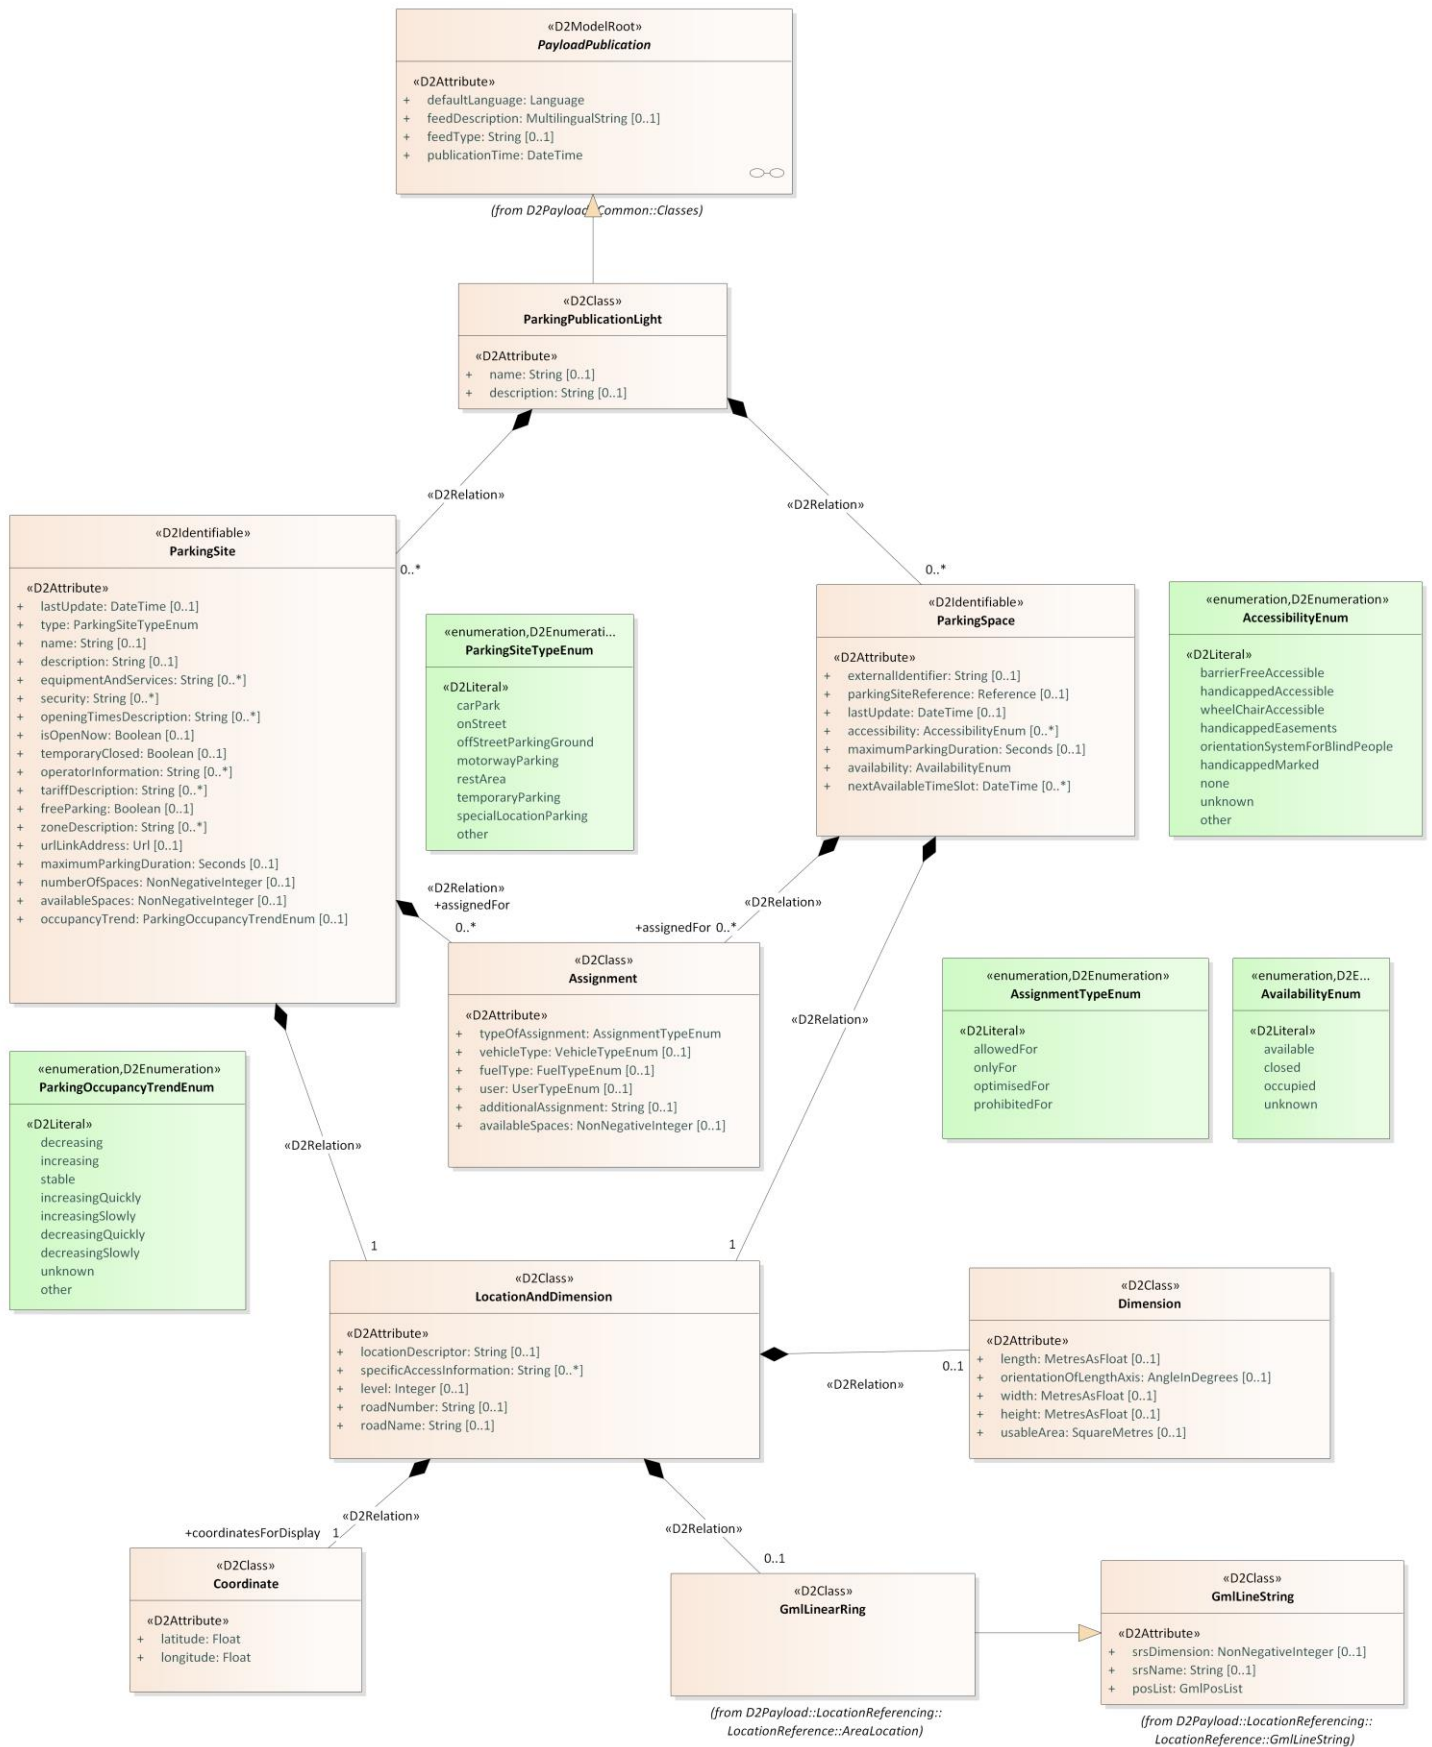 «D2ModelRoot»
PayloadPublication
«D2Attribute»
+ defaultLanguage: Language
+ feedDescription: MultilingualString [0..1]
+ feedType: String [0..1]
+ publicationTime: DateTime
(from D2Payload Common::Classes)
«D2Class»
ParkingPublicationLight
«D2Attribute»
+ name: String [0..1]
+ description: String [0..1]
«D2Relation»
0..*
«D2Relation»
0..*
«D2Identifiable»
ParkingSite
«D2Attribute»
+ lastUpdate: DateTime [0..1]
+ type: ParkingSiteTypeEnum
+ name: String [0..1]
+ description: String [0..1]
+ equipmentAndServices: String [0..*]
+ security: String [0..*]
+ openingTimesDescription: String [0..*]
+ isOpenNow: Boolean [0..1]
+ temporaryClosed: Boolean [0..1]
+ operatorInformation: String [0..*]
+ tariffDescription: String [0..*]
+ freeParking: Boolean [0..1]
+ zoneDescription: String [0..*]
+ urlLinkAddress: Url [0..1]
+ maximumParkingDuration: Seconds [0..1]
+ numberOfSpaces: NonNegativeInteger [0..1]
+ availableSpaces: NonNegativeInteger [0..1]
+ occupancyTrend: ParkingOccupancyTrendEnum [0..1]
«enumeration,D2Enumerati...
ParkingSiteTypeEnum
«D2Literal»
carPark
onStreet
offStreetParkingGround
motorwayParking
restArea
temporaryParking
specialLocationParking
other
«D2Identifiable»
ParkingSpace
«D2Attribute»
+ externalIdentifier: String [0..1]
+ parkingSiteReference: Reference [0..1]
+ lastUpdate: DateTime [0..1]
+ accessibility: AccessibilityEnum [0..*]
+ maximumParkingDuration: Seconds [0..1]
+ availability: AvailabilityEnum
+ nextAvailableTimeSlot: DateTime [0..*]
«enumeration,D2Enumeration»
AccessibilityEnum
«D2Literal»
barrierFreeAccessible
handicappedAccessible
wheelChairAccessible
handicappedEasements
orientationSystemForBlindPeople
handicappedMarked
none
unknown
other
«D2Relation»
+assignedFor
0..*
«D2Relation»
+assignedFor 0..*
«D2Class»
Assignment
«D2Attribute»
+ typeOfAssignment: AssignmentTypeEnum
+ vehicleType: VehicleTypeEnum [0..1]
+ fuelType: FuelTypeEnum [0..1]
+ user: UserTypeEnum [0..1]
+ additionalAssignment: String [0..1]
+ availableSpaces: NonNegativeInteger [0..1]
«D2Relation»
1
«enumeration,D2Enumeration»
AssignmentTypeEnum
«D2Literal»
allowedFor
onlyFor
optimisedFor
prohibitedFor
«enumeration,D2E...
AvailabilityEnum
«D2Literal»
available
closed
occupied
unknown
«enumeration,D2Enumeration»
ParkingOccupancyTrendEnum
«D2Literal»
decreasing
increasing
stable
increasingQuickly
increasingSlowly
decreasingQuickly
decreasingSlowly
unknown
other
«D2Relation»
1
«D2Class»
LocationAndDimension
«D2Attribute»
+ locationDescriptor: String [0..1]
+ specificAccessInformation: String [0..*]
+ level: Integer [0..1]
+ roadNumber: String [0..1]
+ roadName: String [0..1]
0..1
«D2Relation»
«D2Class»
Dimension
«D2Attribute»
+ length: MetresAsFloat [0..1]
+ orientationOfLengthAxis: AngleInDegrees [0..1]
+ width: MetresAsFloat [0..1]
+ height: MetresAsFloat [0..1]
+ usableArea: SquareMetres [0..1]
«D2Relation»
+coordinatesForDisplay 1
«D2Relation»
0..1
«D2Class»
Coordinate
«D2Attribute»
+ latitude: Float
+ longitude: Float
«D2Class»
GmlLinearRing
(from D2Payload::LocationReferencing::
LocationReference::AreaLocation)
«D2Class»
GmlLineString
«D2Attribute»
+ srsDimension: NonNegativeInteger [0..1]
+ srsName: String [0..1]
+ posList: GmlPosList
(from D2Payload::LocationReferencing::
LocationReference::GmlLineString)